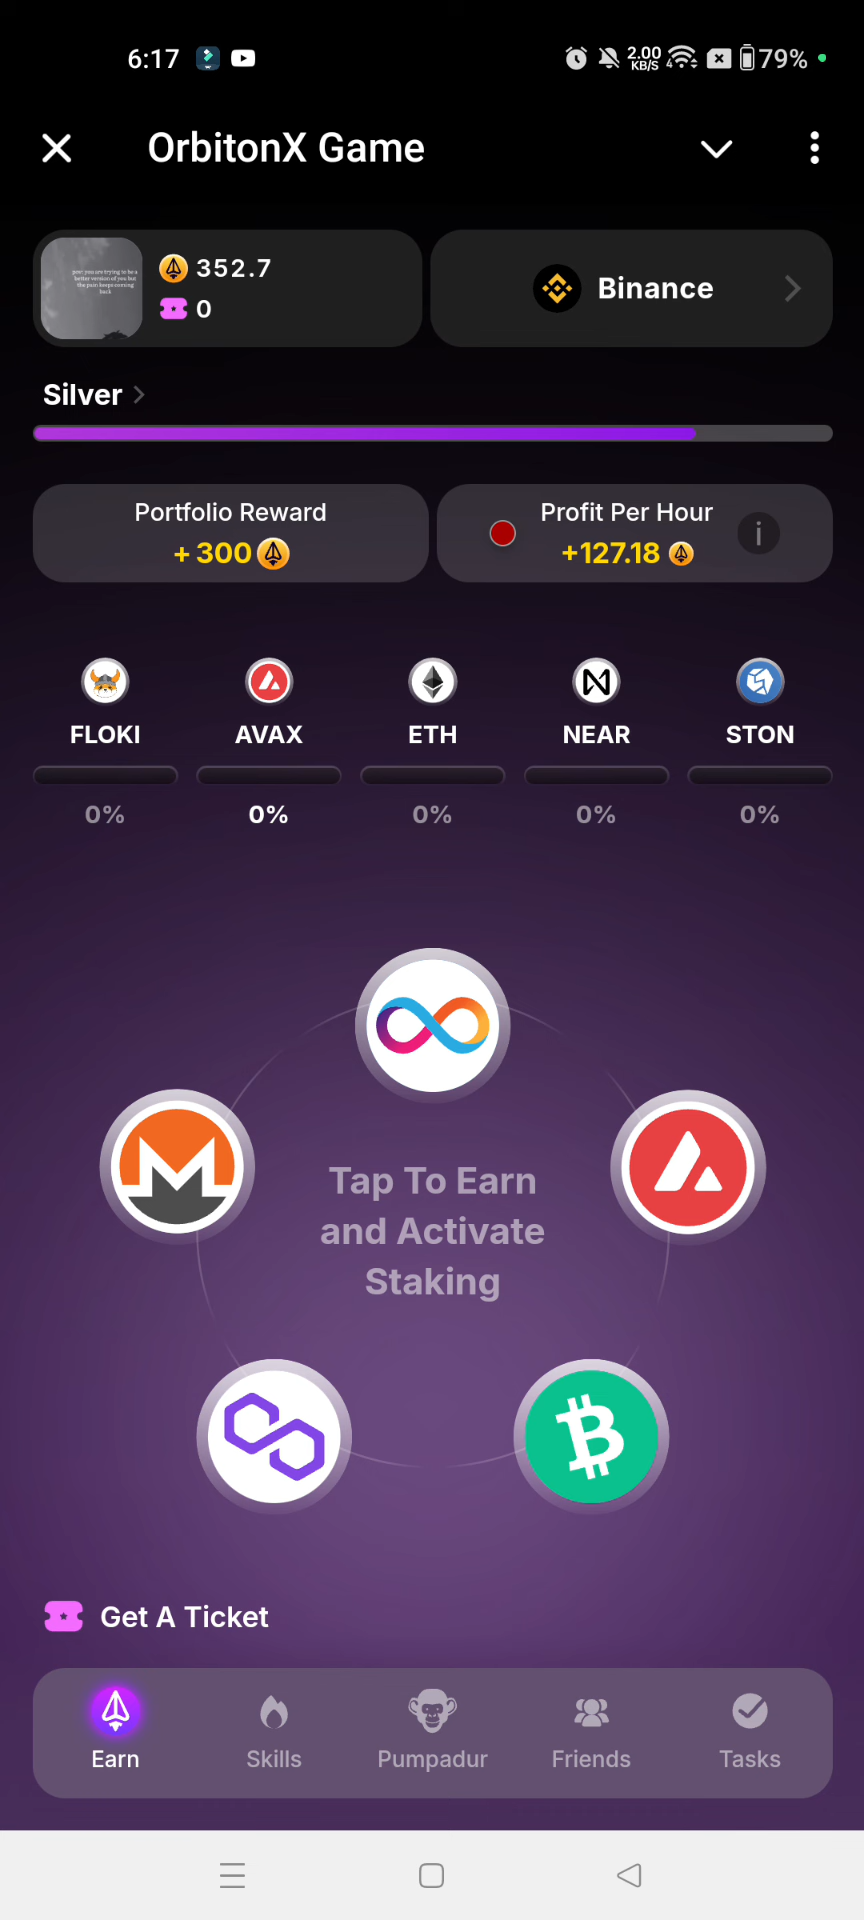 6:17
2.00
KB/S
4
79%
OrbitonX Game
352.7
0
Binance
Silver
Portfolio Reward
+ 300
Profit Per Hour
+127.18
i
FLOKI
AVAX
ETH
NEAR
STON
0%
0%
0%
0%
0%
Tap To Earn
and Activate
Staking
Get A Ticket
Earn
Skills
Pumpadur
Friends
Tasks